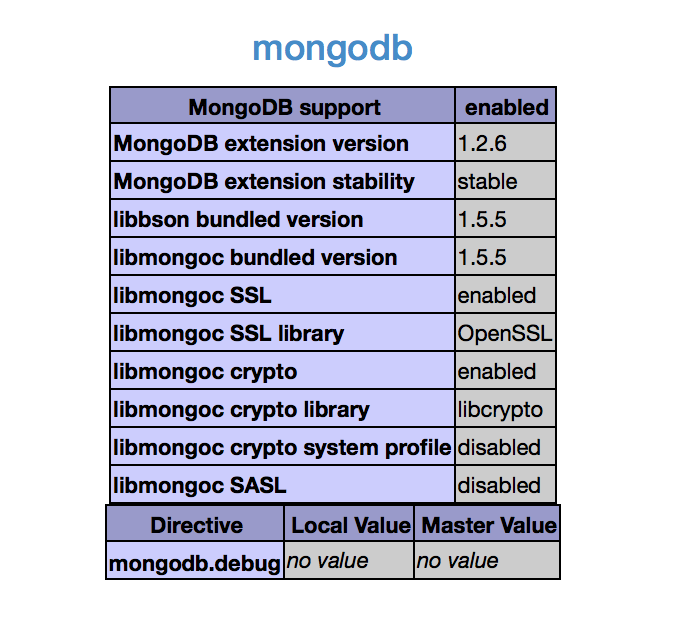 mongodb
MongoDB support enabled
MongoDB extension version 1.2.6
MongoDB extension stability stable
libbson bundled version 1.5.5
libmongoc bundled version 1.5.5
libmongoc SSL enabled
libmongoc SSL library OpenSSL
libmongoc crypto enabled
libmongoc crypto library libcrypto
libmongoc crypto system profile disabled
libmongoc SASL disabled
Directive Local Value Master Value
mongodb.debug no value no value